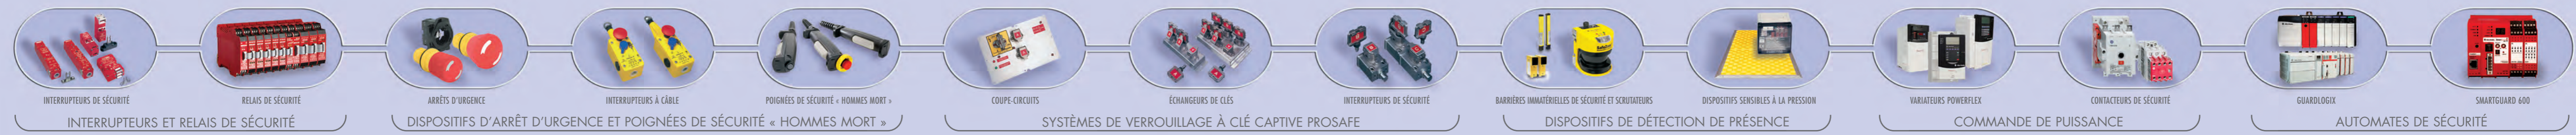 INTERRUPTEURS DE SÉCURITÉ
RELAIS DE SÉCURITÉ
ARRÊTS D'URGENCE
INTERRUPTEURS À CÂBLE
POIGNÉES DE SÉCURITÉ « HOMMES MORT »
COUPE-CIRCUITS
ÉCHANGEURS DE CLÉS
INTERRUPTEURS DE SÉCURITÉ
BARRIÈRES IMMATÉRIELLES DE SÉCURITÉ ET SCRUTATEURS
DISPOSITIFS SENSIBLES À LA PRESSION
VARIATEURS POWERFLEX
CONTACTEURS DE SÉCURITÉ
GUARDLOGIX
SMARTGUARD 600
INTERRUPTEURS ET RELAIS DE SÉCURITÉ
DISPOSITIFS D'ARRÊT D'URGENCE ET POIGNÉES DE SÉCURITÉ « HOMMES MORT »
SYSTÈMES DE VERROUILLAGE À CLÉ CAPTIVE PROSAFE
DISPOSITIFS DE DÉTECTION DE PRÉSENCE
COMMANDE DE PUISSANCE
AUTOMATES DE SÉCURITÉ